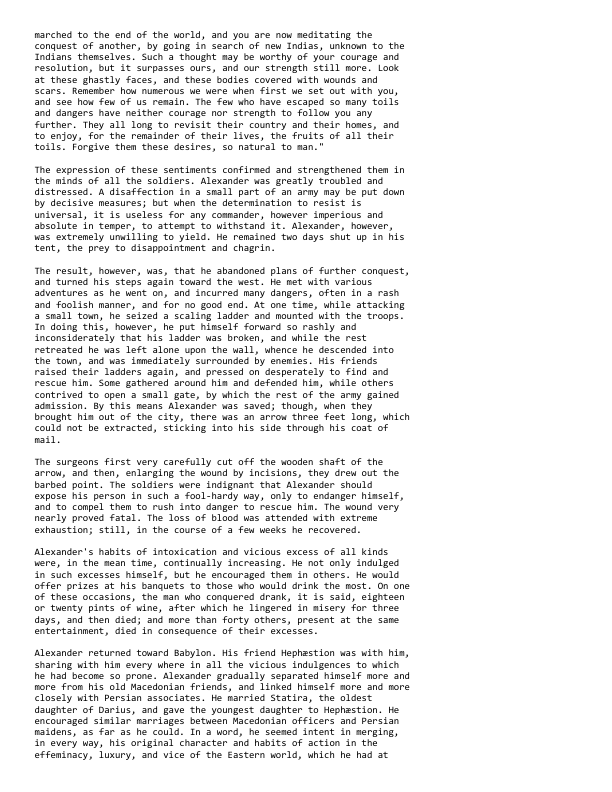 marched to the end of the world, and you are now meditating the
conquest of another, by going in search of new Indias, unknown to the
Indians themselves. Such a thought may be worthy of your courage and
resolution, but it surpasses ours, and our strength still more. Look
at these ghastly faces, and these bodies covered with wounds and
scars. Remember how numerous we were when first we set out with you,
and see how few of us remain. The few who have escaped so many toils
and dangers have neither courage nor strength to follow you any
further. They all long to revisit their country and their homes, and
to enjoy, for the remainder of their lives, the fruits of all their
toils. Forgive them these desires, so natural to man."

The expression of these sentiments confirmed and strengthened them in
the minds of all the soldiers. Alexander was greatly troubled and
distressed. A disaffection in a small part of an army may be put down
by decisive measures; but when the determination to resist is
universal, it is useless for any commander, however imperious and
absolute in temper, to attempt to withstand it. Alexander, however,
was extremely unwilling to yield. He remained two days shut up in his
tent, the prey to disappointment and chagrin.

The result, however, was, that he abandoned plans of further conquest,
and turned his steps again toward the west. He met with various
adventures as he went on, and incurred many dangers, often in a rash
and foolish manner, and for no good end. At one time, while attacking
a small town, he seized a scaling ladder and mounted with the troops.
In doing this, however, he put himself forward so rashly and
inconsiderately that his ladder was broken, and while the rest
retreated he was left alone upon the wall, whence he descended into
the town, and was immediately surrounded by enemies. His friends
raised their ladders again, and pressed on desperately to find and
rescue him. Some gathered around him and defended him, while others
contrived to open a small gate, by which the rest of the army gained
admission. By this means Alexander was saved; though, when they
brought him out of the city, there was an arrow three feet long, which
could not be extracted, sticking into his side through his coat of
mail.

The surgeons first very carefully cut off the wooden shaft of the
arrow, and then, enlarging the wound by incisions, they drew out the
barbed point. The soldiers were indignant that Alexander should
expose his person in such a fool-hardy way, only to endanger himself,
and to compel them to rush into danger to rescue him. The wound very
nearly proved fatal. The loss of blood was attended with extreme
exhaustion; still, in the course of a few weeks he recovered.

Alexander's habits of intoxication and vicious excess of all kinds
were, in the mean time, continually increasing. He not only indulged
in such excesses himself, but he encouraged them in others. He would
offer prizes at his banquets to those who would drink the most. On one
of these occasions, the man who conquered drank, it is said, eighteen
or twenty pints of wine, after which he lingered in misery for three
days, and then died; and more than forty others, present at the same
entertainment, died in consequence of their excesses.

Alexander returned toward Babylon. His friend Hephæstion was with him,
sharing with him every where in all the vicious indulgences to which
he had become so prone. Alexander gradually separated himself more and
more from his old Macedonian friends, and linked himself more and more
closely with Persian associates. He married Statira, the oldest
daughter of Darius, and gave the youngest daughter to Hephæstion. He
encouraged similar marriages between Macedonian officers and Persian
maidens, as far as he could. In a word, he seemed intent in merging,
in every way, his original character and habits of action in the
effeminacy, luxury, and vice of the Eastern world, which he had at